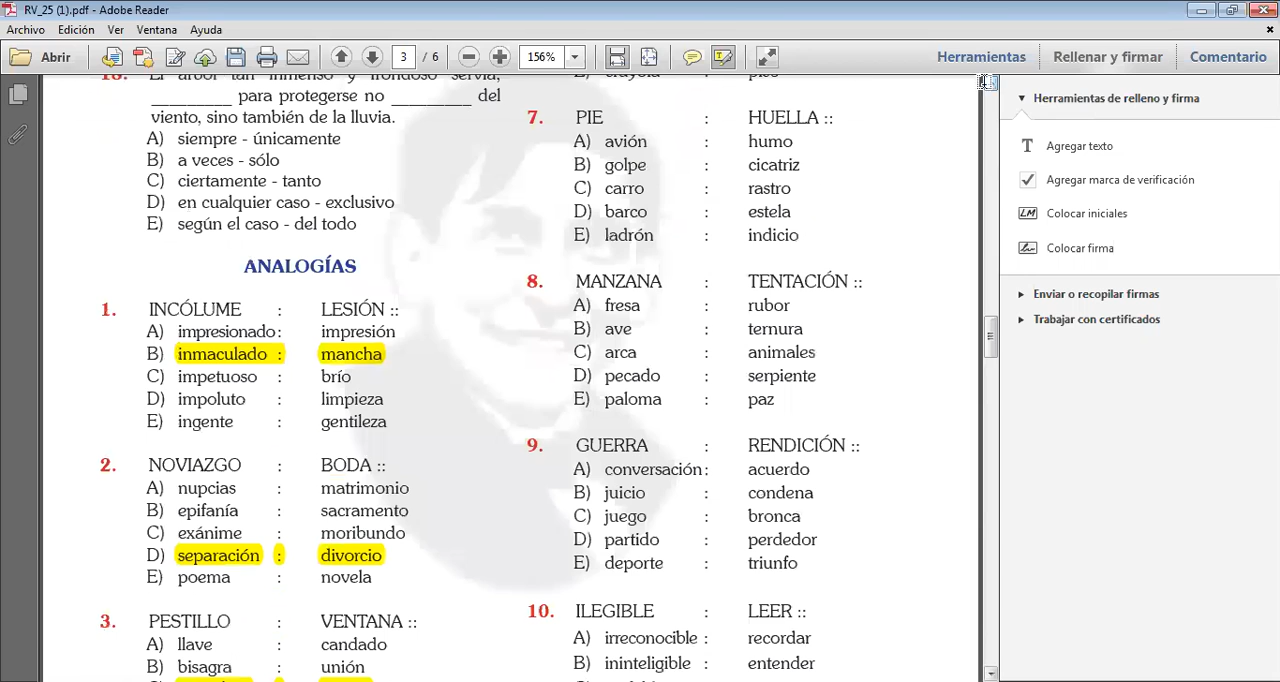 RV_25 (1).pdf - Adobe Reader
Archivo Edición Ver Ventana Ayuda
Abrir 3 / 6 156% Herramientas Rellenar y firmar Comentario
El árbol tan inmenso y frondoso servía,
_________ para protegerse no _________ del
viento, sino también de la lluvia.
A) siempre - únicamente
B) a veces - sólo
C) ciertamente - tanto
D) en cualquier caso - exclusivo
E) según el caso - del todo
ANALOGÍAS
1. INCÓLUME : LESIÓN ::
A) impresionado : impresión
B) inmaculado : mancha
C) impetuoso : brío
D) impoluto : limpieza
E) ingente : gentileza
2. NOVIAZGO : BODA ::
A) nupcias : matrimonio
B) epifanía : sacramento
C) exánime : moribundo
D) separación : divorcio
E) poema : novela
3. PESTILLO : VENTANA ::
A) llave : candado
B) bisagra : unión
7. PIE : HUELLA ::
A) avión : humo
B) golpe : cicatriz
C) carro : rastro
D) barco : estela
E) ladrón : indicio
8. MANZANA : TENTACIÓN ::
A) fresa : rubor
B) ave : ternura
C) arca : animales
D) pecado : serpiente
E) paloma : paz
9. GUERRA : RENDICIÓN ::
A) conversación : acuerdo
B) juicio : condena
C) juego : bronca
D) partido : perdedor
E) deporte : triunfo
10. ILEGIBLE : LEER ::
A) irreconocible : recordar
B) ininteligible : entender
Herramientas de relleno y firma
T Agregar texto
Agregar marca de verificación
LM Colocar iniciales
Colocar firma
Enviar o recopilar firmas
Trabajar con certificados